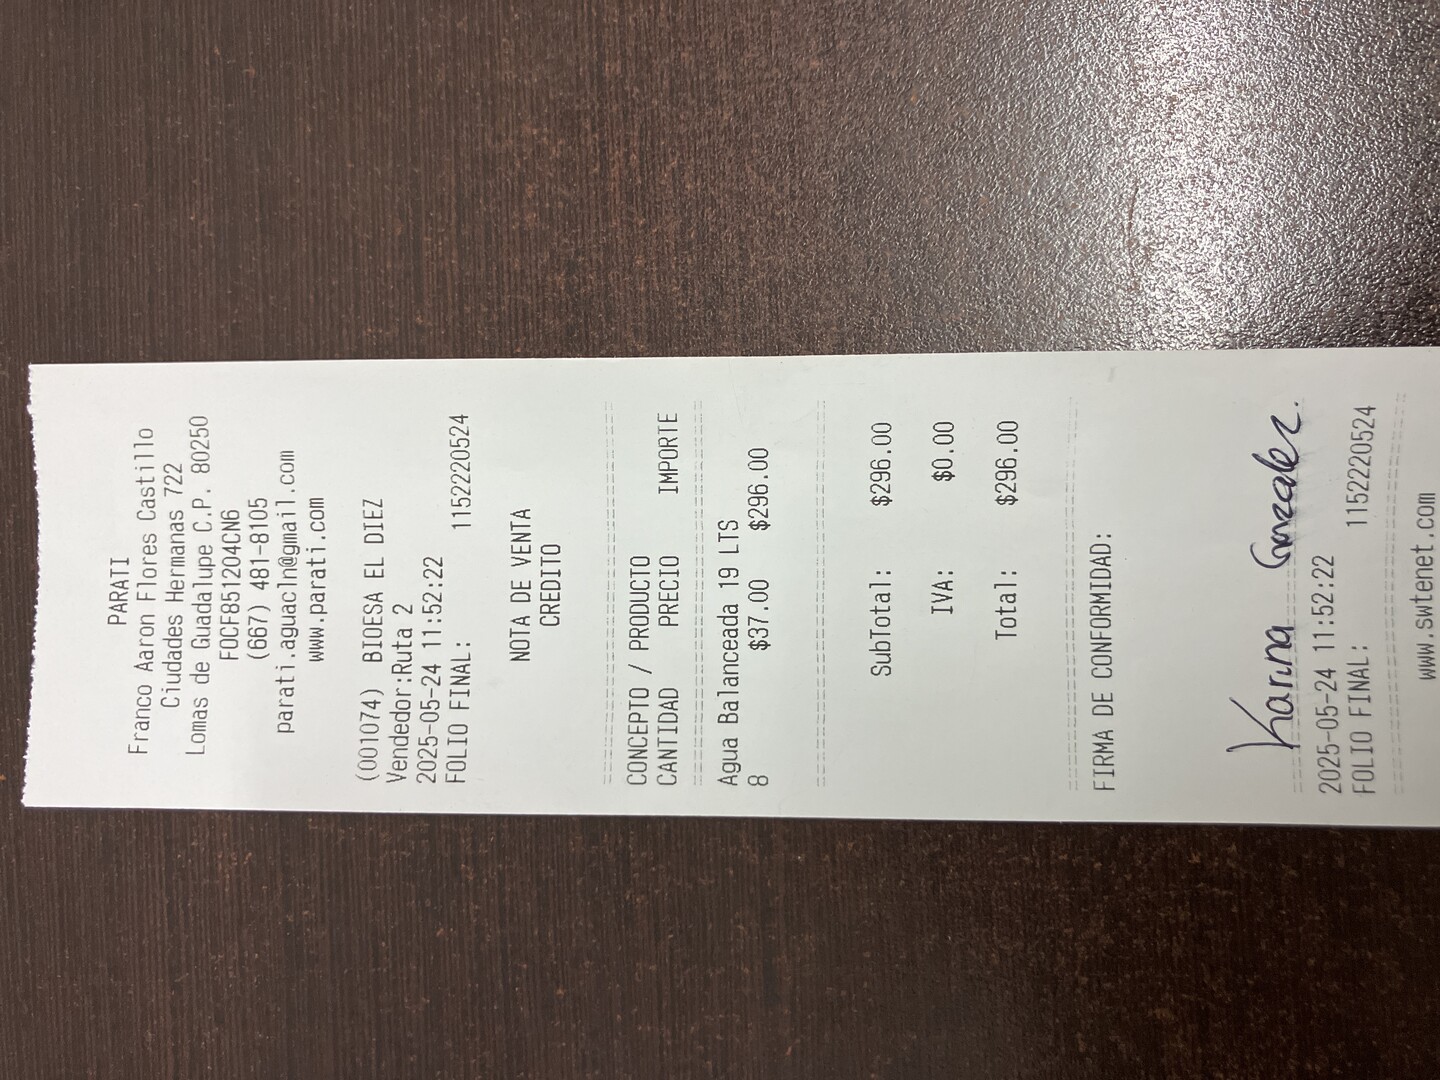 PARATI
Franco Aaron Flores Castillo
Ciudades Hermanas 722
Lomas de Guadalupe C.P. 80250
FOCF851204CN6
(667) 481-8105
parati.aguacln@gmail.com
www.parati.com
(001074) BIOESA EL DIEZ
Vendedor:Ruta 2
2025-05-24 11:52:22
FOLIO FINAL: 1152220524
NOTA DE VENTA
CREDITO
CONCEPTO / PRODUCTO
CANTIDAD PRECIO IMPORTE
Agua Balanceada 19 LTS
8 $37.00 $296.00
SubTotal: $296.00
IVA: $0.00
Total: $296.00
FIRMA DE CONFORMIDAD:
Karina Gonzalez.
2025-05-24 11:52:22
FOLIO FINAL: 1152220524
www.swtenet.com